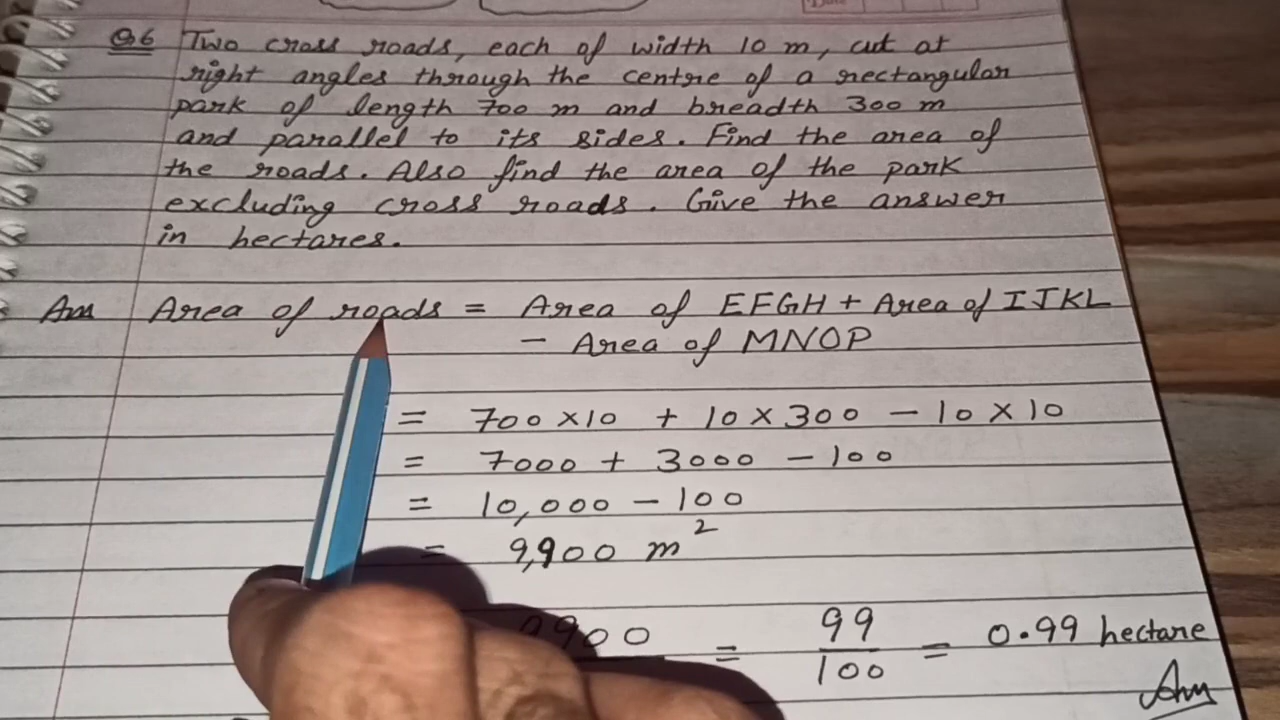 Q6 Two cross roads, each of width 10 m, cut at
right angles through the centre of a rectangular
park of length 700 m and breadth 300 m
and parallel to its sides. Find the area of
the roads. Also find the area of the park
excluding cross roads. Give the answer
in hectares.
Ans Area of roads = Area of EFGH + Area of IJKL
- Area of MNOP
= 700 × 10 + 10 × 300 - 10 × 10
= 7000 + 3000 - 100
= 10,000 - 100
= 9,900 m²
9900 = 99/100 = 0.99 hectare
Ans